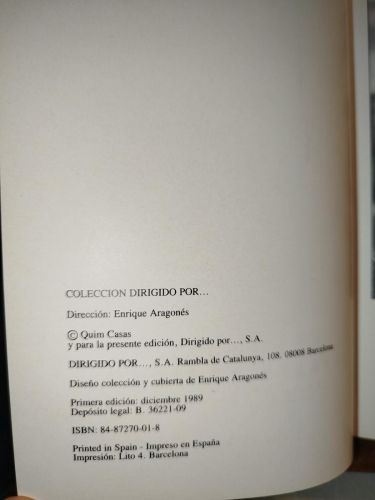 COLECCION DIRIGIDO POR...
Dirección: Enrique Aragonés
© Quim Casas
y para la presente edición, Dirigido por..., S.A.
DIRIGIDO POR..., S.A. Rambla de Catalunya, 108. 08008 Barcelona
Diseño colección y cubierta de Enrique Aragonés
Primera edición: diciembre 1989
Depósito legal: B. 36221-09
ISBN: 84-87270-01-8
Printed in Spain - Impreso en España
Impresión: Lito 4. Barcelona